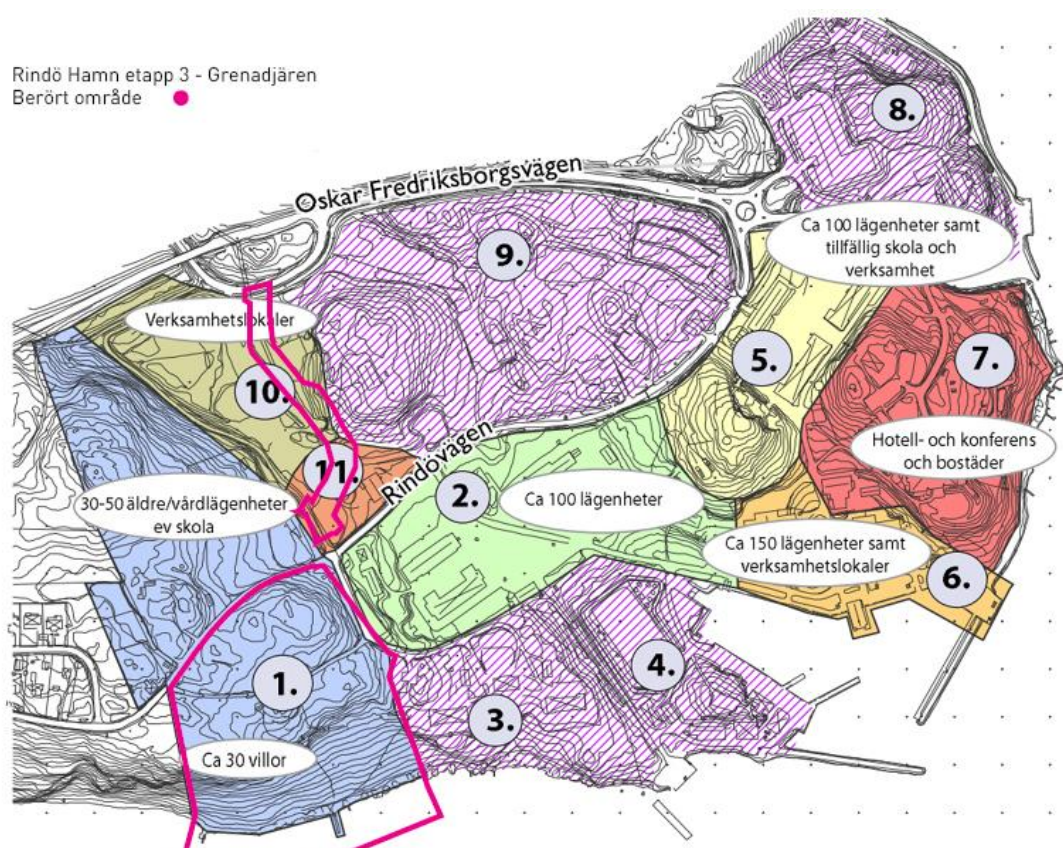 Rindö Hamn etapp 3 - Grenadjären
Berört område
8.
Oskar Fredriksborgsvägen
Ca 100 lägenheter samt
tillfällig skola och
verksamhet
9.
Verksamhetslokaler
5.
7.
10.
Hotell- och konferens
och bostäder
11.
Rindövägen
30-50 äldre/vårdlägenheter
ev skola
2.
Ca 100 lägenheter
Ca 150 lägenheter samt
verksamhetslokaler
6.
1.
4.
3.
Ca 30 villor